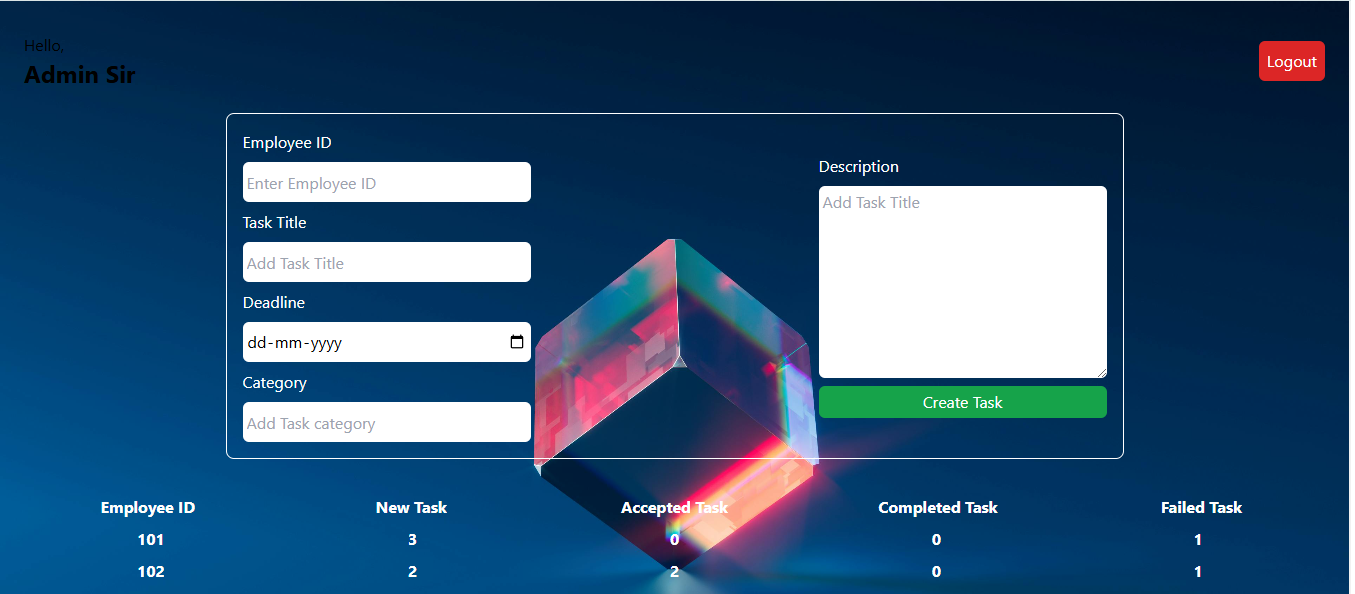 Hello,
Admin Sir
Logout
Employee ID
Enter Employee ID
Task Title
Add Task Title
Deadline
dd-mm-yyyy
Category
Add Task category
Description
Add Task Title
Create Task
Employee ID New Task Accepted Task Completed Task Failed Task
101 3 0 0 1
102 2 2 0 1